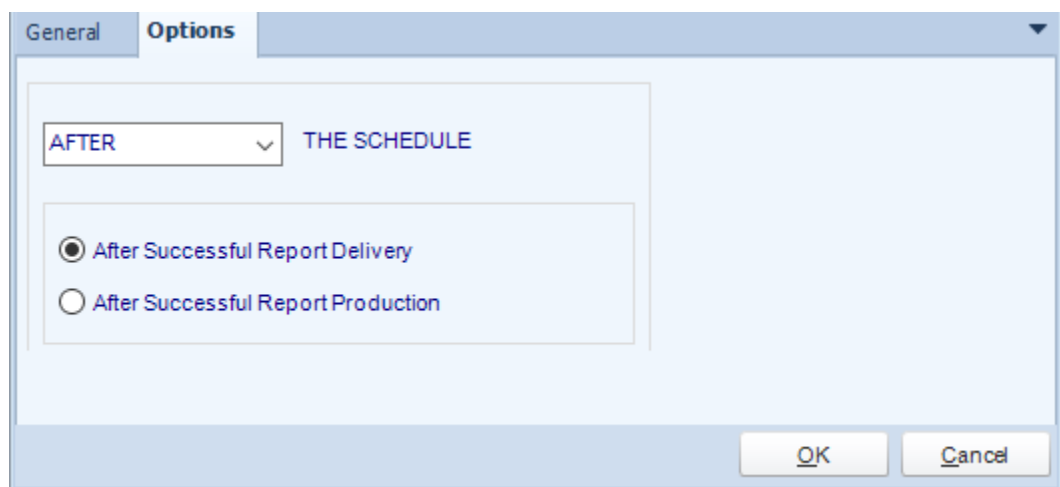 General Options
AFTER THE SCHEDULE
After Successful Report Delivery
After Successful Report Production
OK Cancel